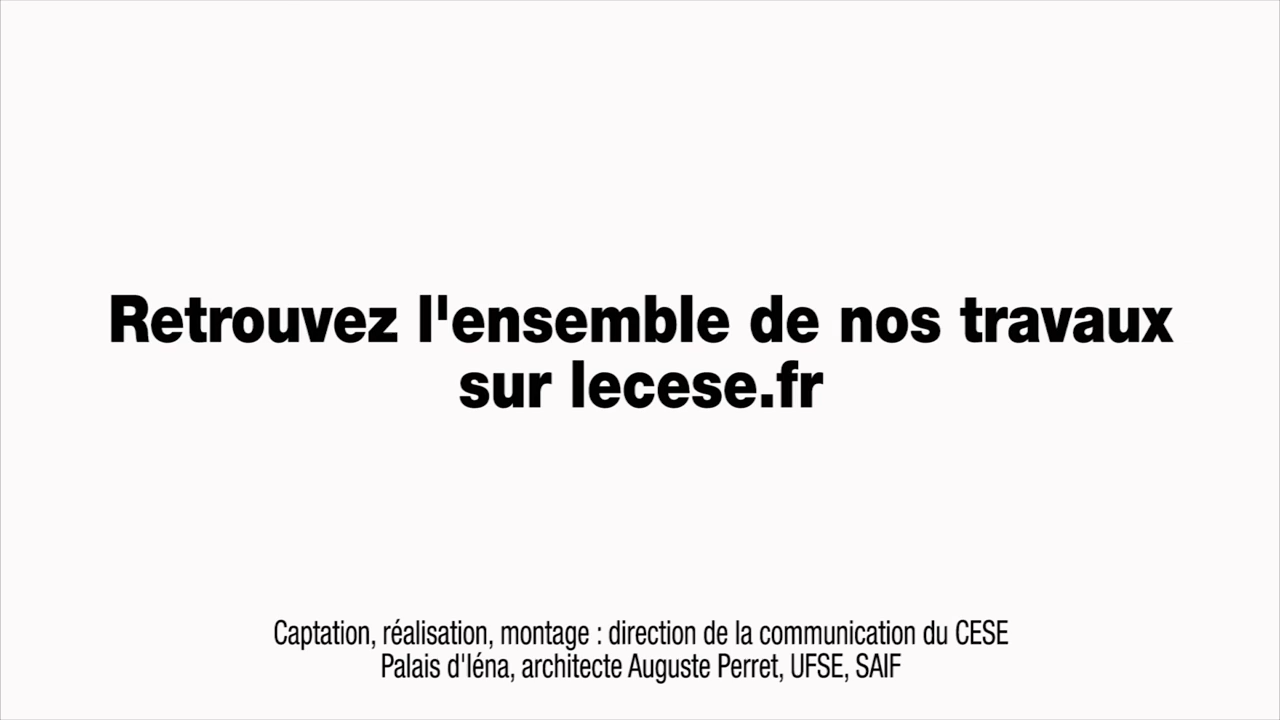 Retrouvez l'ensemble de nos travaux
sur lecese.fr
Captation, réalisation, montage : direction de la communication du CESE
Palais d'Iéna, architecte Auguste Perret, UFSE, SAIF